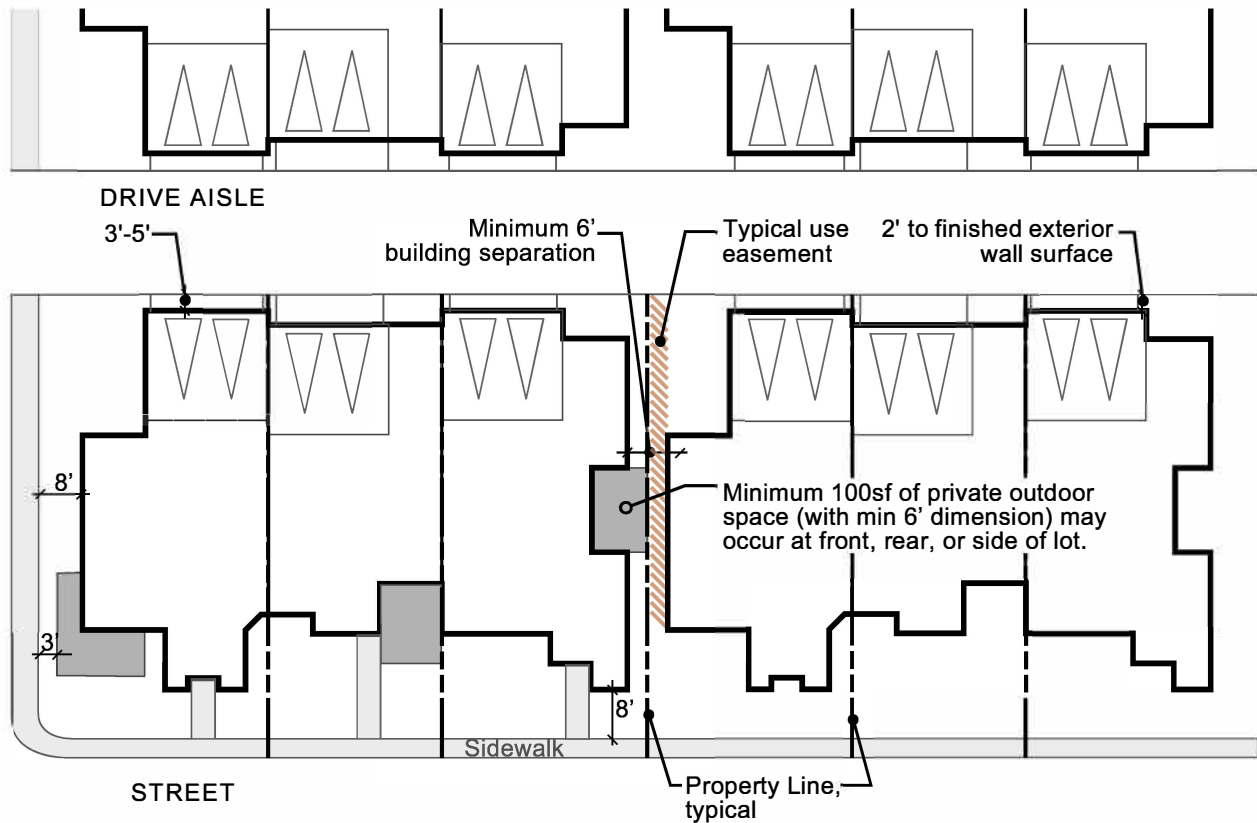 DRIVE AISLE
3'-5'
Minimum 6’
building separation
Typical use
easement
2' to finished exterior
wall surface
8’
Minimum 100sf of private outdoor
space (with min 6’ dimension) may
occur at front, rear, or side of lot.
3’
8’
Sidewalk
STREET
Property Line,
typical